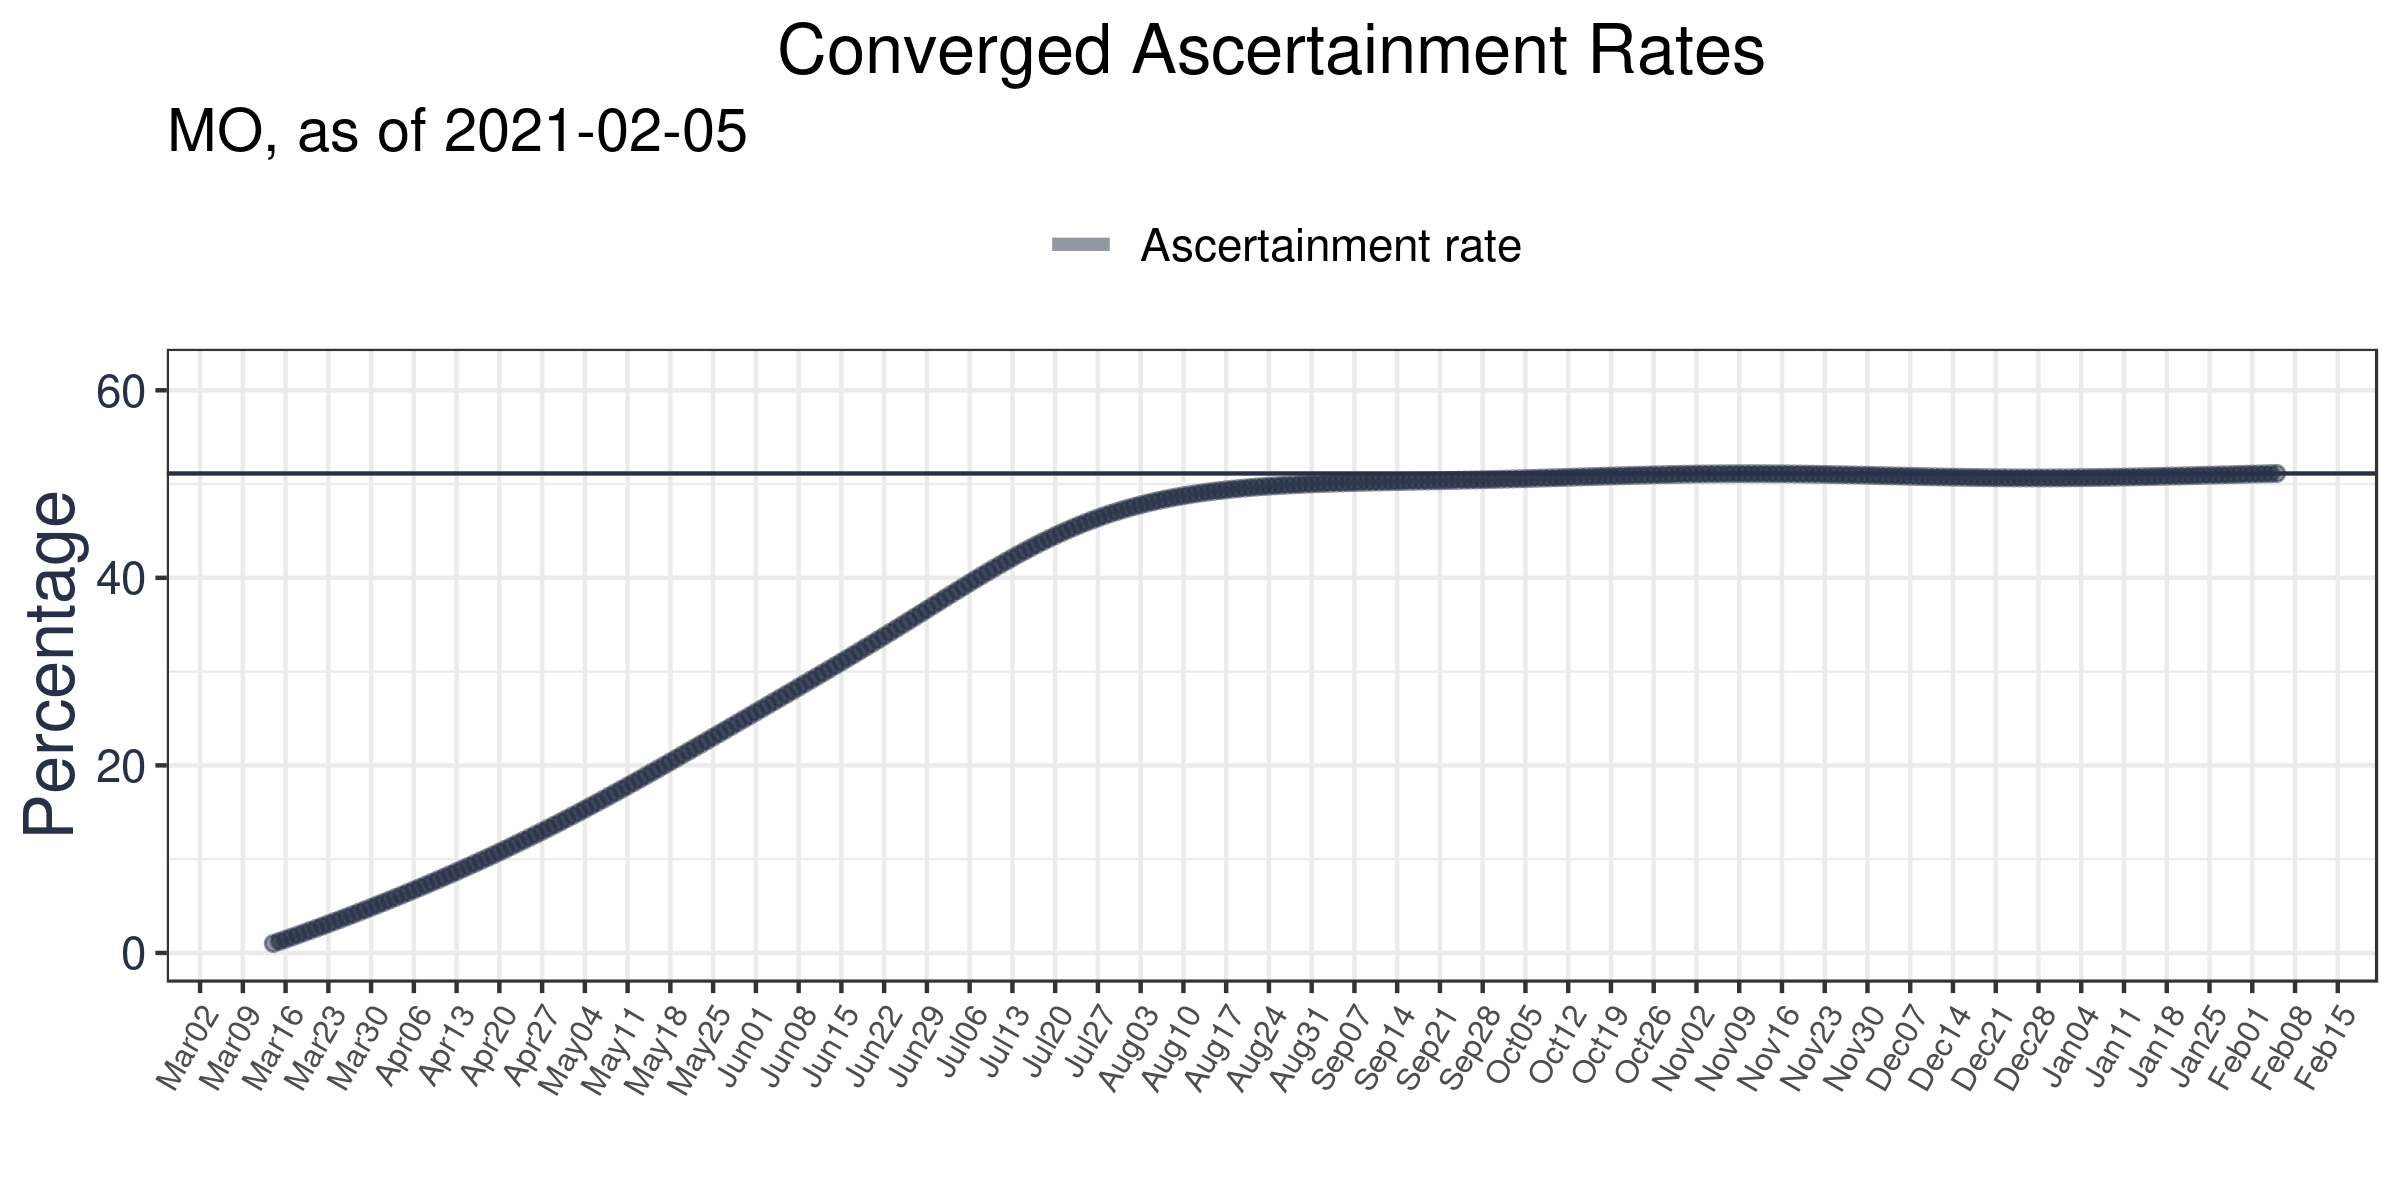 Converged Ascertainment Rates
MO, as of 2021-02-05
Ascertainment rate
Percentage
60
40
20
0
Mar02 Mar09 Mar16 Mar23 Mar30 Apr06 Apr13 Apr20 Apr27 May04 May11 May18 May25 Jun01 Jun08 Jun15 Jun22 Jun29 Jul06 Jul13 Jul20 Jul27 Aug03 Aug10 Aug17 Aug24 Aug31 Sep07 Sep14 Sep21 Sep28 Oct05 Oct12 Oct19 Oct26 Nov02 Nov09 Nov16 Nov23 Nov30 Dec07 Dec14 Dec21 Dec28 Jan04 Jan11 Jan18 Jan25 Feb01 Feb08 Feb15